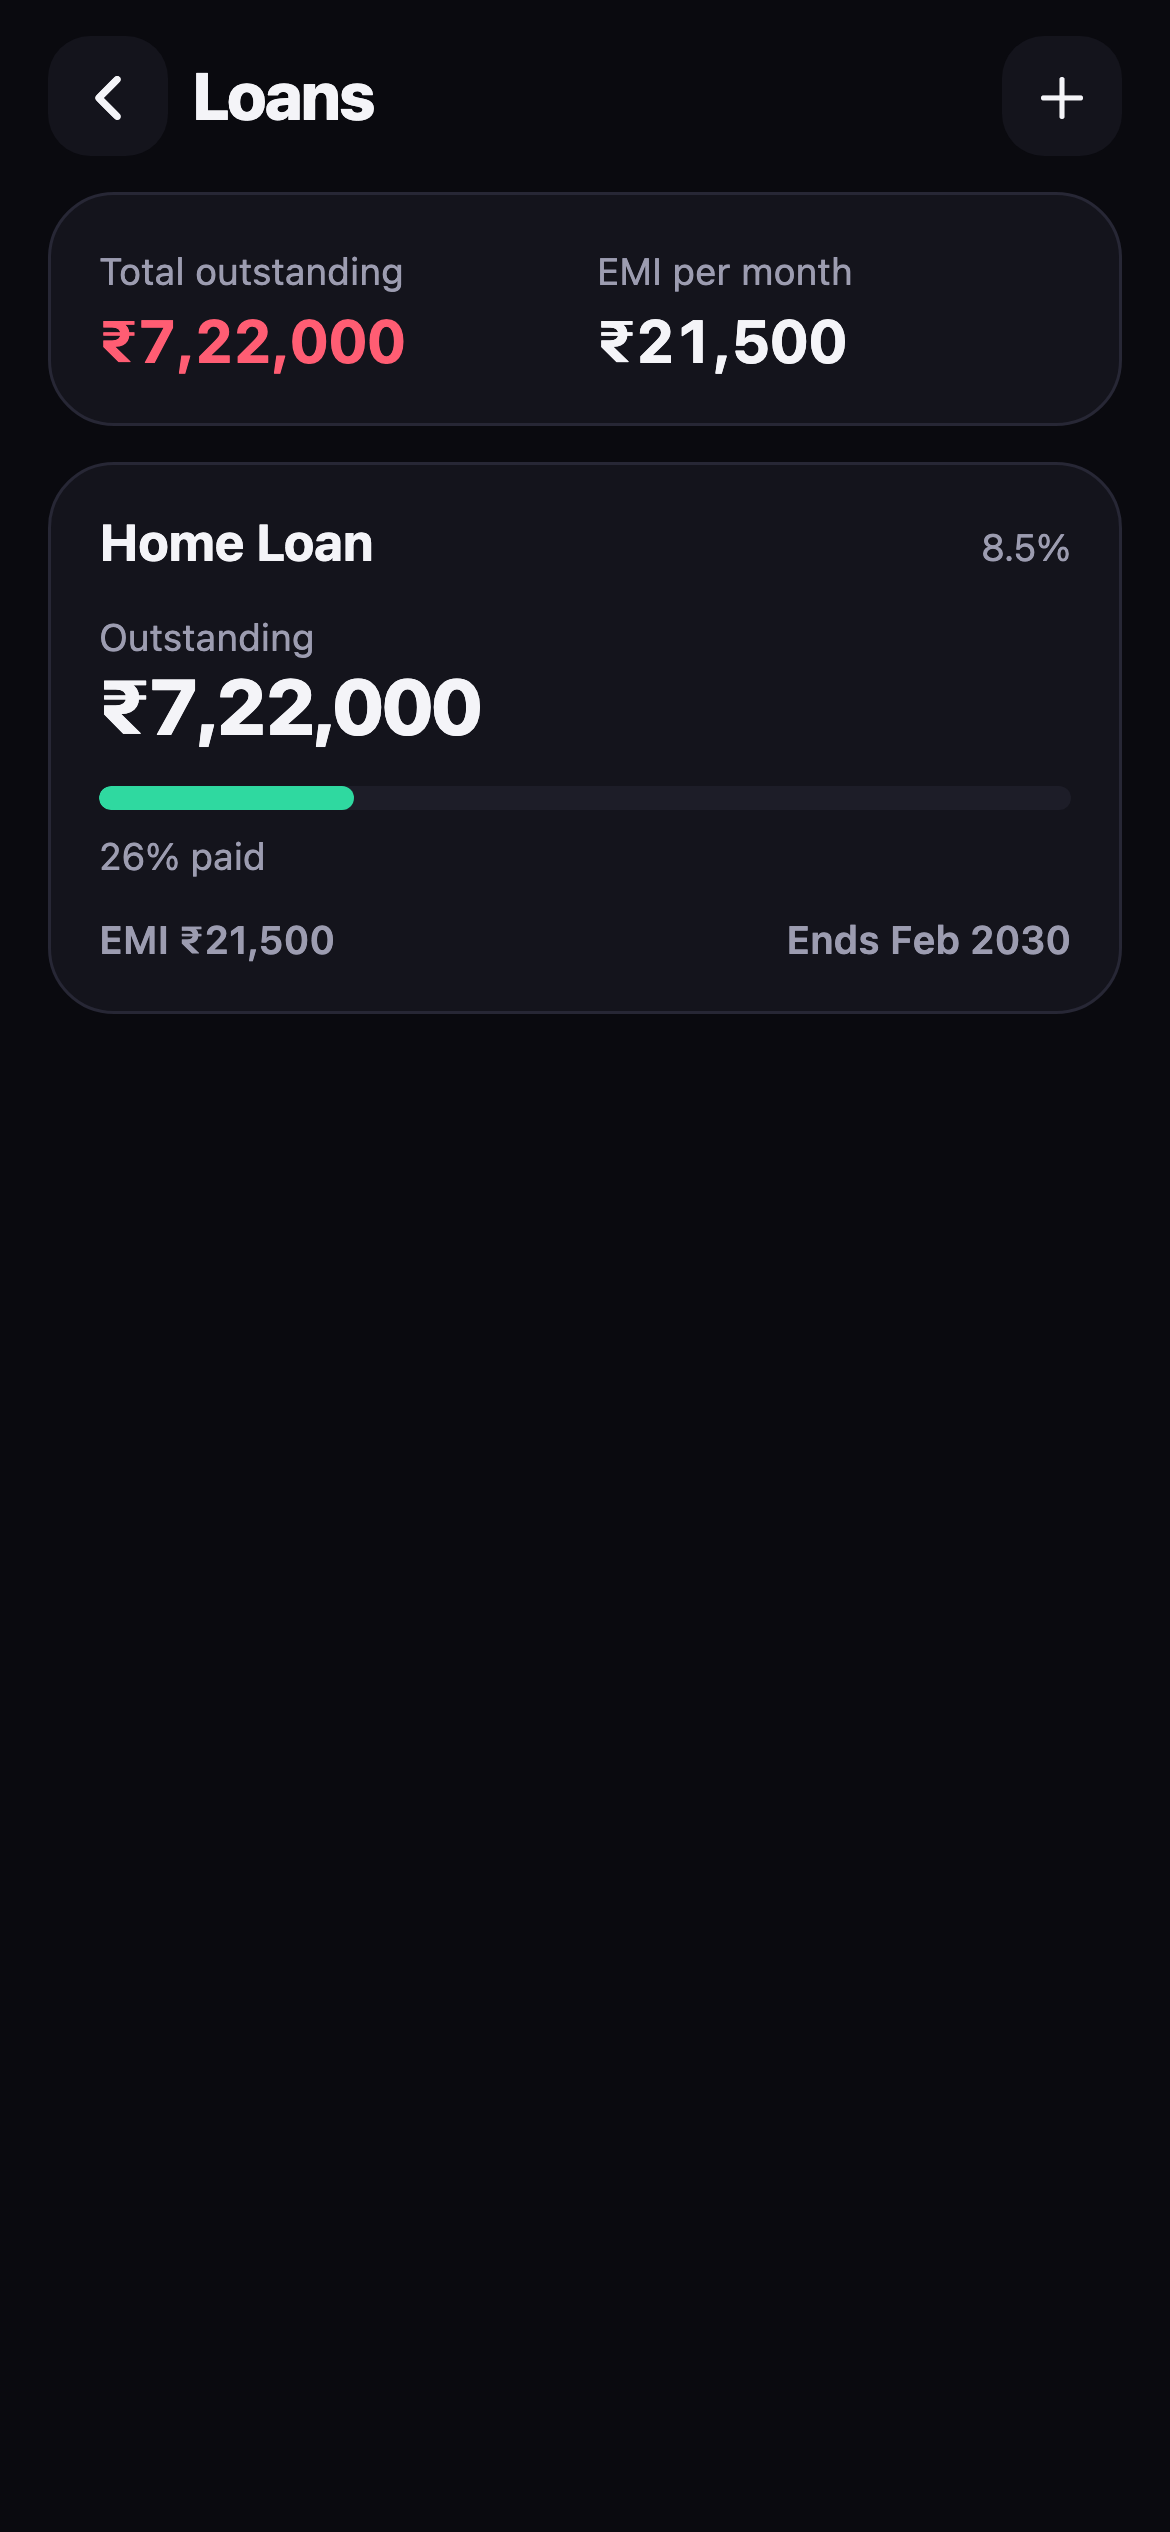 Loans
Total outstanding EMI per month
₹7,22,000 ₹21,500
Home Loan 8.5%
Outstanding
₹7,22,000
26% paid
EMI ₹21,500 Ends Feb 2030